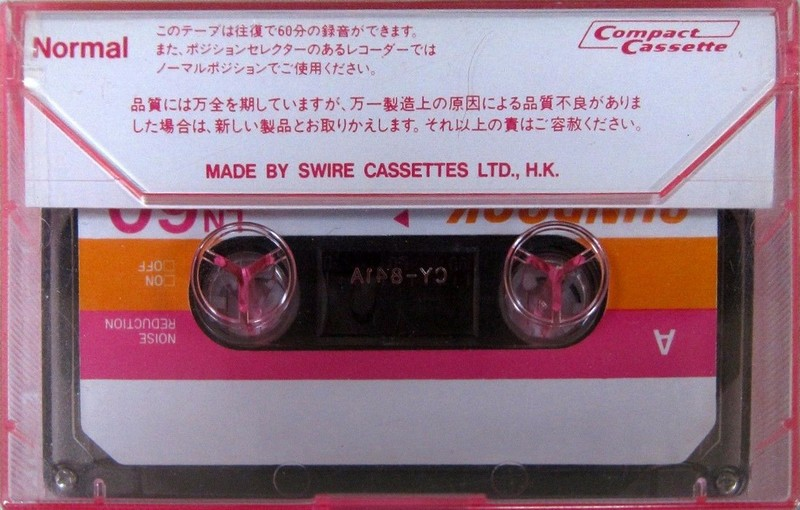 Normal
このテープは往復で60分の録音ができます。
また、ポジションセレクターのあるレコーダーでは
ノーマルポジションでご使用ください。
Compact
Cassette
品質には万全を期していますが、万一製造上の原因による品質不良がありま
した場合は、新しい製品とお取りかえします。それ以上の責はご容赦ください。
MADE BY SWIRE CASSETTES LTD., H.K.
LN 60
CY-841A
A
NOISE
REDUCTION
□ON
□OFF